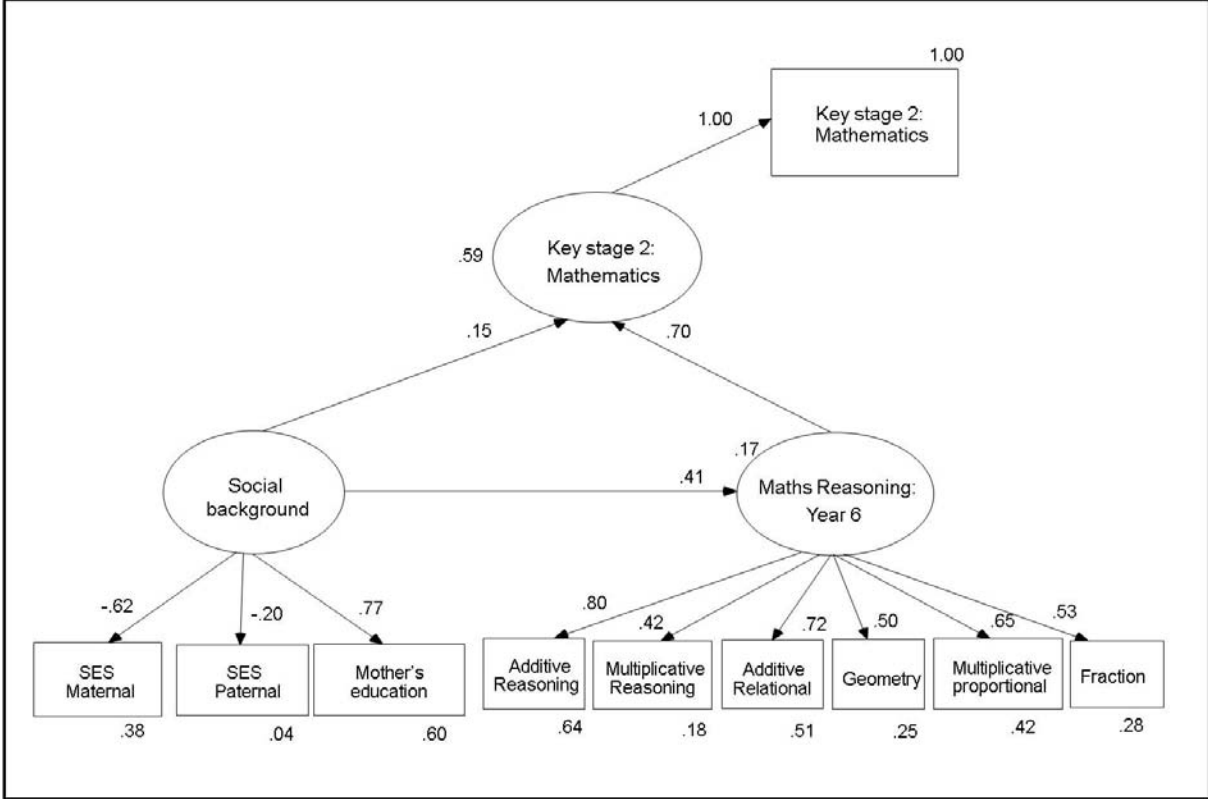 1.00
Key stage 2:
Mathematics
1.00
Key stage 2:
Mathematics
.59
.15
.70
Social
background
.41
.17
Maths Reasoning:
Year 6
-.62
-.20
.77
.80
.42
.72
.50
.65
.53
SES
Maternal
SES
Paternal
Mother's
education
Additive
Reasoning
Multiplicative
Reasoning
Additive
Relational
Geometry
Multiplicative
proportional
Fraction
.38
.04
.60
.64
.18
.51
.25
.42
.28